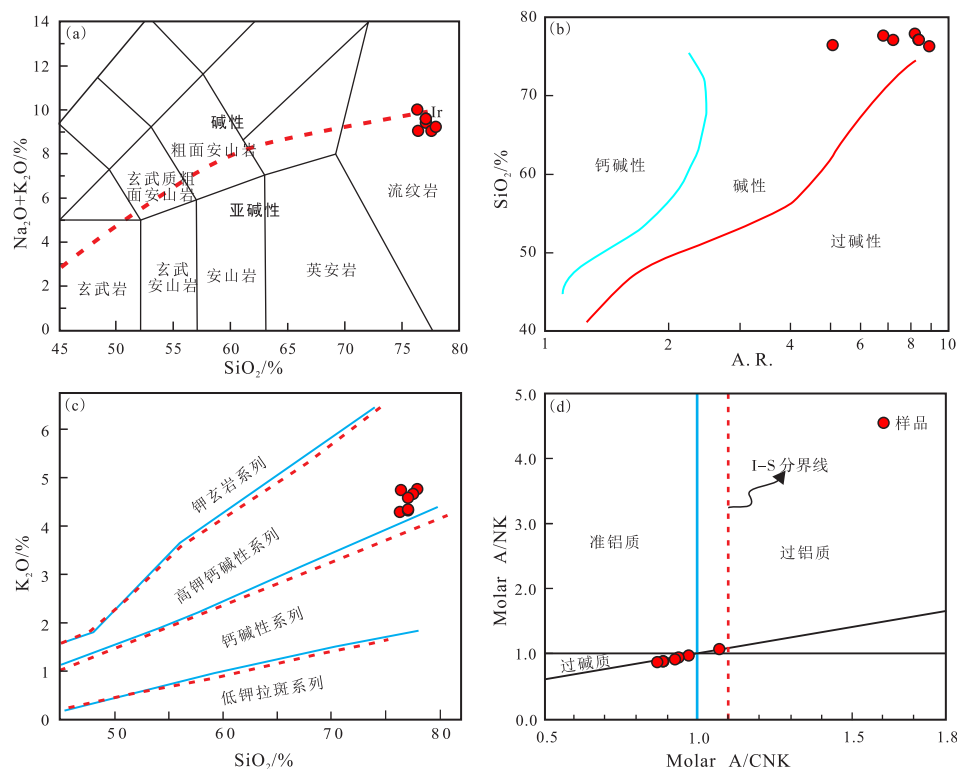 (a)
Na₂O+K₂O/%
14
12
10
8
6
4
2
0
碱性
Ir
粗面安山岩
玄武质粗
面安山岩
亚碱性
流纹岩
玄武岩
玄武
安山岩
安山岩
英安岩
45
50
55
60
65
70
75
80
SiO₂/%
(b)
SiO₂/%
80
70
60
50
40
钙碱性
碱性
过碱性
1
2
4
6
8
10
A.R.
(c)
K₂O/%
6
5
4
3
2
1
0
钾玄岩系列
高钾钙碱性系列
钙碱性系列
低钾拉斑系列
50
60
70
80
SiO₂/%
(d)
Molar A/NK
5.0
4.0
3.0
2.0
1.0
0.0
样品
I-S分界线
准铝质
过铝质
过碱质
0.5
1.0
1.5
1.8
Molar A/CNK